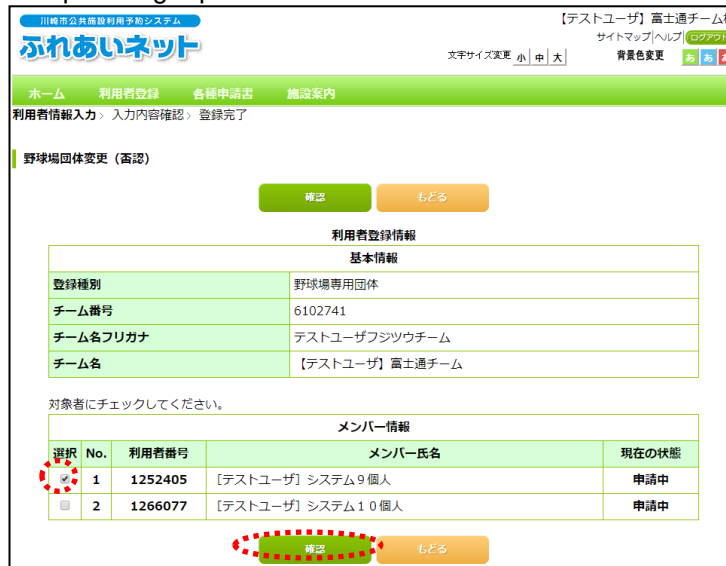 川崎市公共施設利用予約システム
ふれあいネット
【テストユーザ】富士通チーム
サイトマップ|ヘルプ| ログアウト
文字サイズ変更 小 中 大 背景色変更 あ あ
ホーム 利用者登録 各種申請書 施設案内
利用者情報入力> 入力内容確認> 登録完了
野球場団体変更（否認）
確認 もどる
利用者登録情報
基本情報
登録種別 野球場専用団体
チーム番号 6102741
チーム名フリガナ テストユーザフジツウチーム
チーム名 【テストユーザ】富士通チーム
対象者にチェックしてください。
メンバー情報
選択 No. 利用者番号 メンバー氏名 現在の状態
1 1252405 [テストユーザ] システム９個人 申請中
2 1266077 [テストユーザ] システム１０個人 申請中
確認 もどる